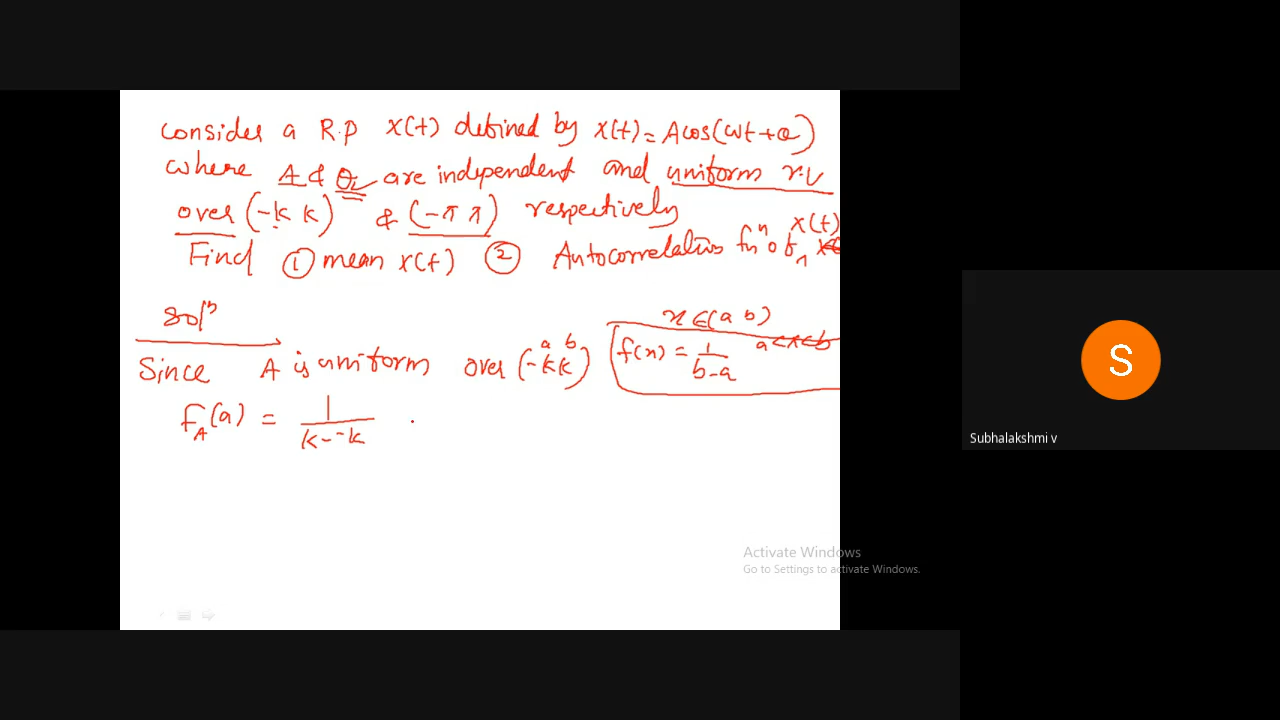 consider a R.P X(t) defined by X(t) = A cos(ωt + θ)
where A & θ are independent and uniform r.v
over (-k k) & (-π π) respectively
Find ① mean X(t) ② Autocorrelation fn of X(t)
Soln
x ∈ (a b)
f(x) = 1/(b-a) a<x<b
Since A is uniform over (-k k)
a b
f_A(a) = 1/(k--k)
S
Subhalakshmi v
Activate Windows
Go to Settings to activate Windows.